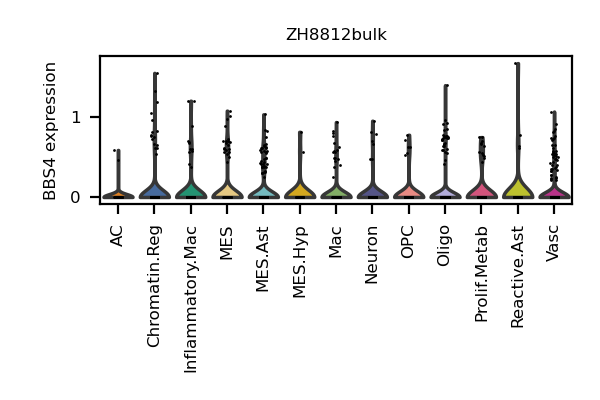 ZH8812bulk
BBS4 expression
1
0
AC
Chromatin.Reg
Inflammatory.Mac
MES
MES.Ast
MES.Hyp
Mac
Neuron
OPC
Oligo
Prolif.Metab
Reactive.Ast
Vasc